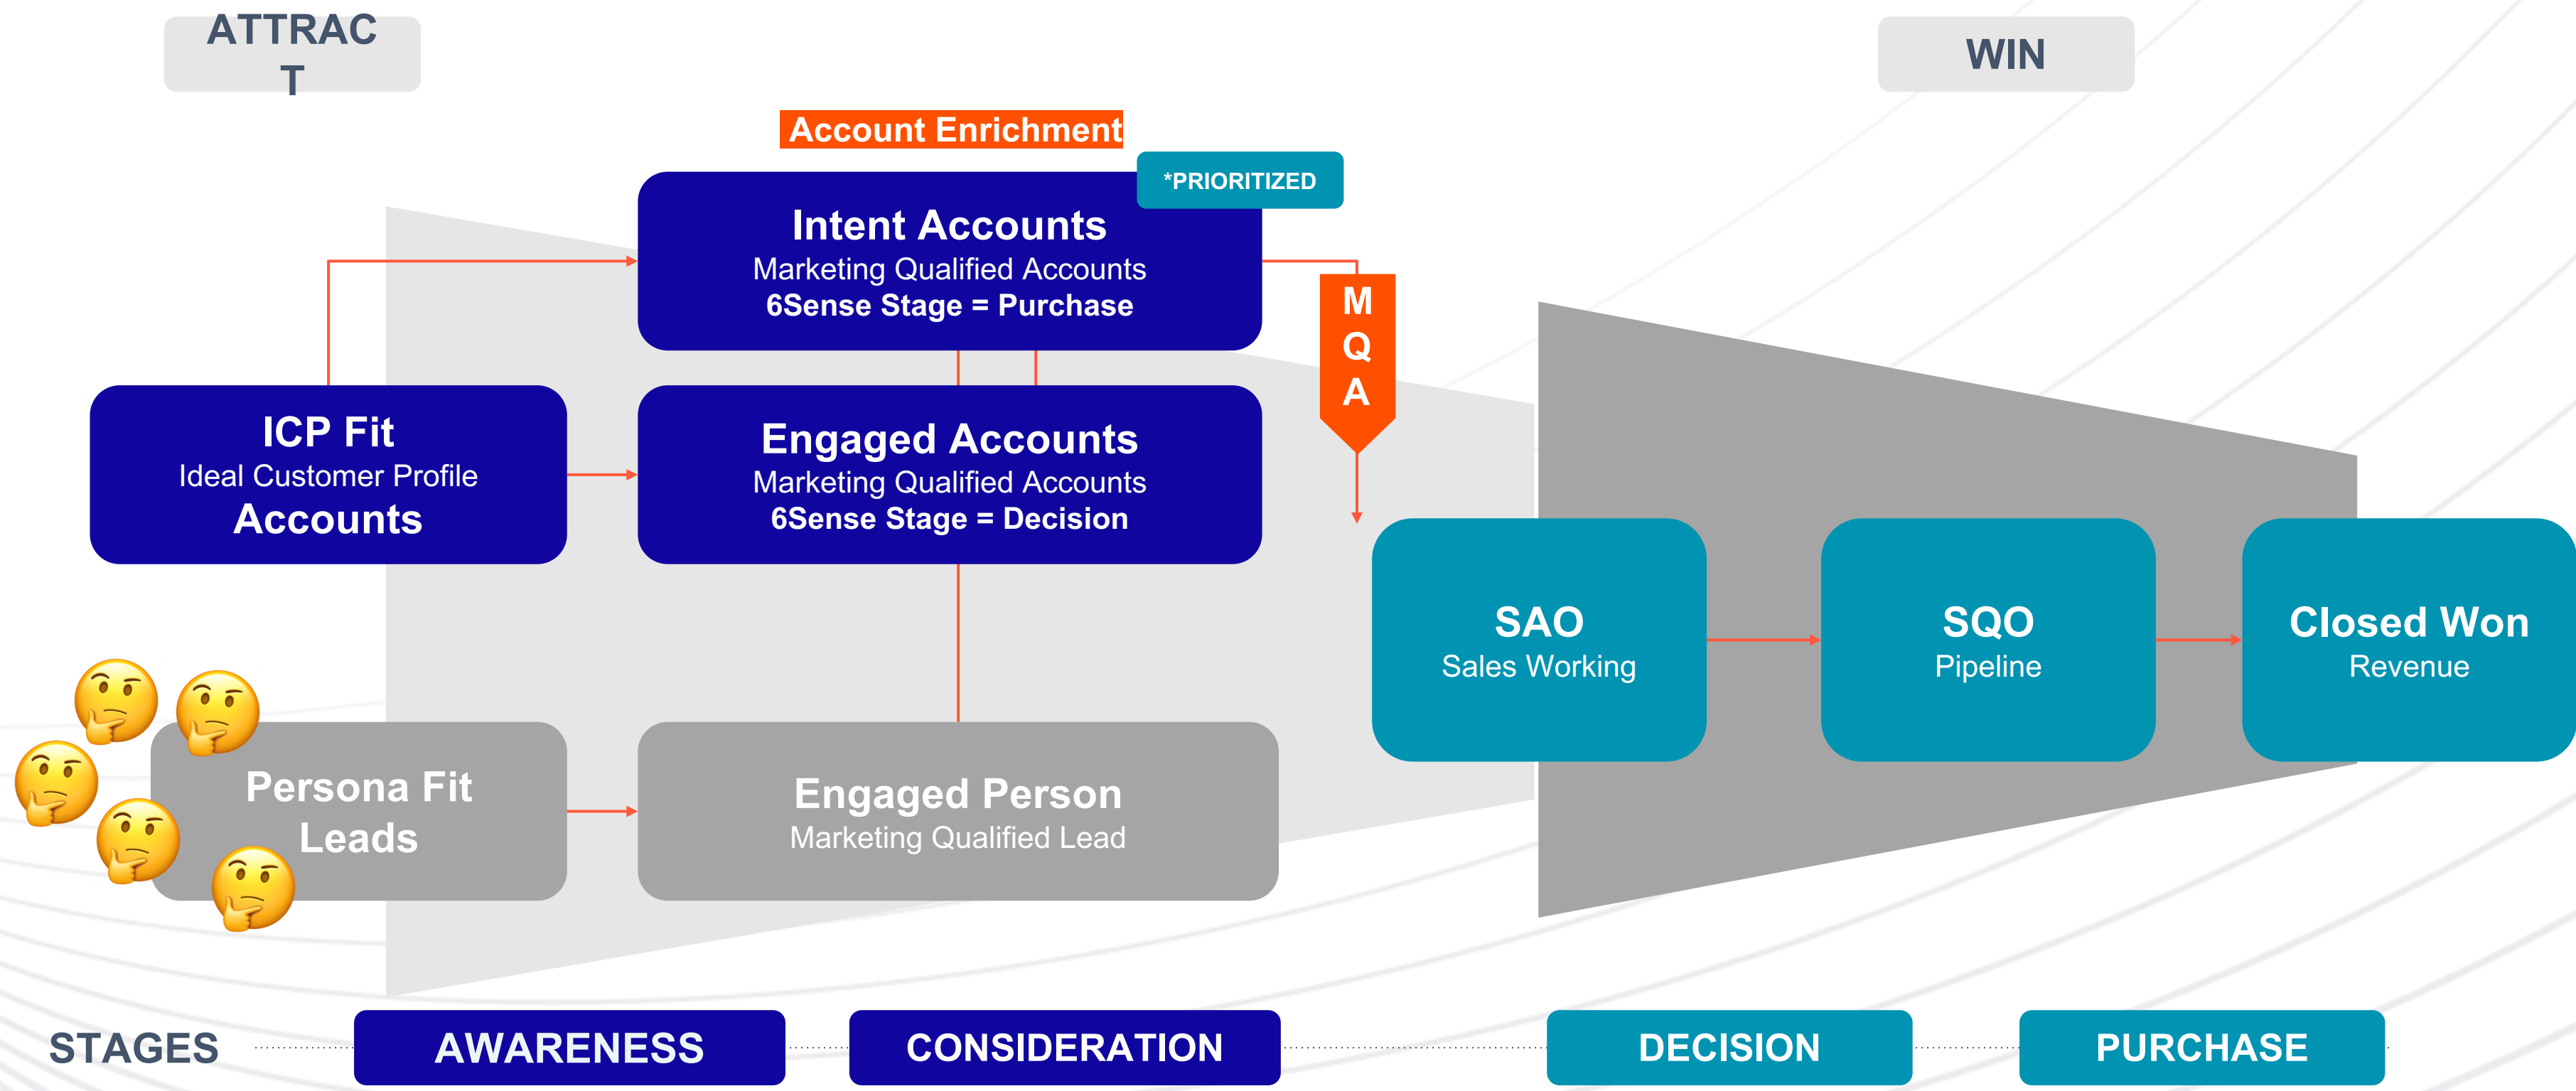 ATTRAC
T
WIN
Account Enrichment
*PRIORITIZED
Intent Accounts
Marketing Qualified Accounts
6Sense Stage = Purchase
M
Q
A
ICP Fit
Ideal Customer Profile
Accounts
Engaged Accounts
Marketing Qualified Accounts
6Sense Stage = Decision
SAO
Sales Working
SQO
Pipeline
Closed Won
Revenue
Persona Fit
Leads
Engaged Person
Marketing Qualified Lead
STAGES
AWARENESS
CONSIDERATION
DECISION
PURCHASE